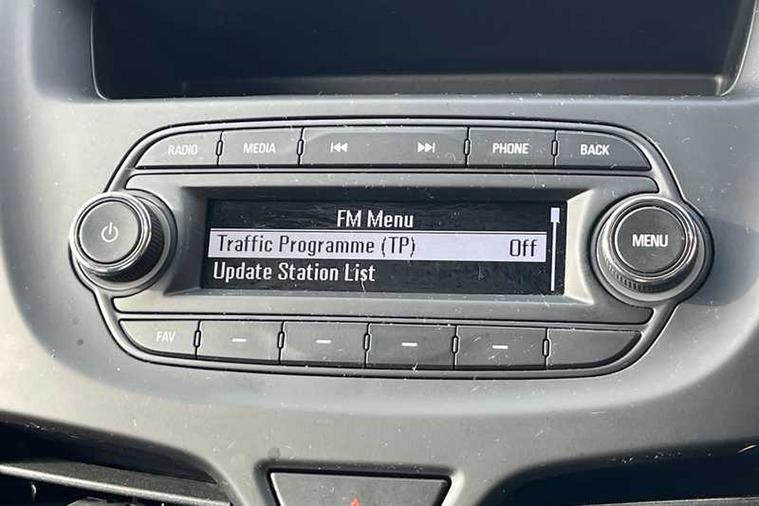 RADIO MEDIA PHONE BACK
FM Menu
Traffic Programme (TP) Off
Update Station List
MENU
FAV